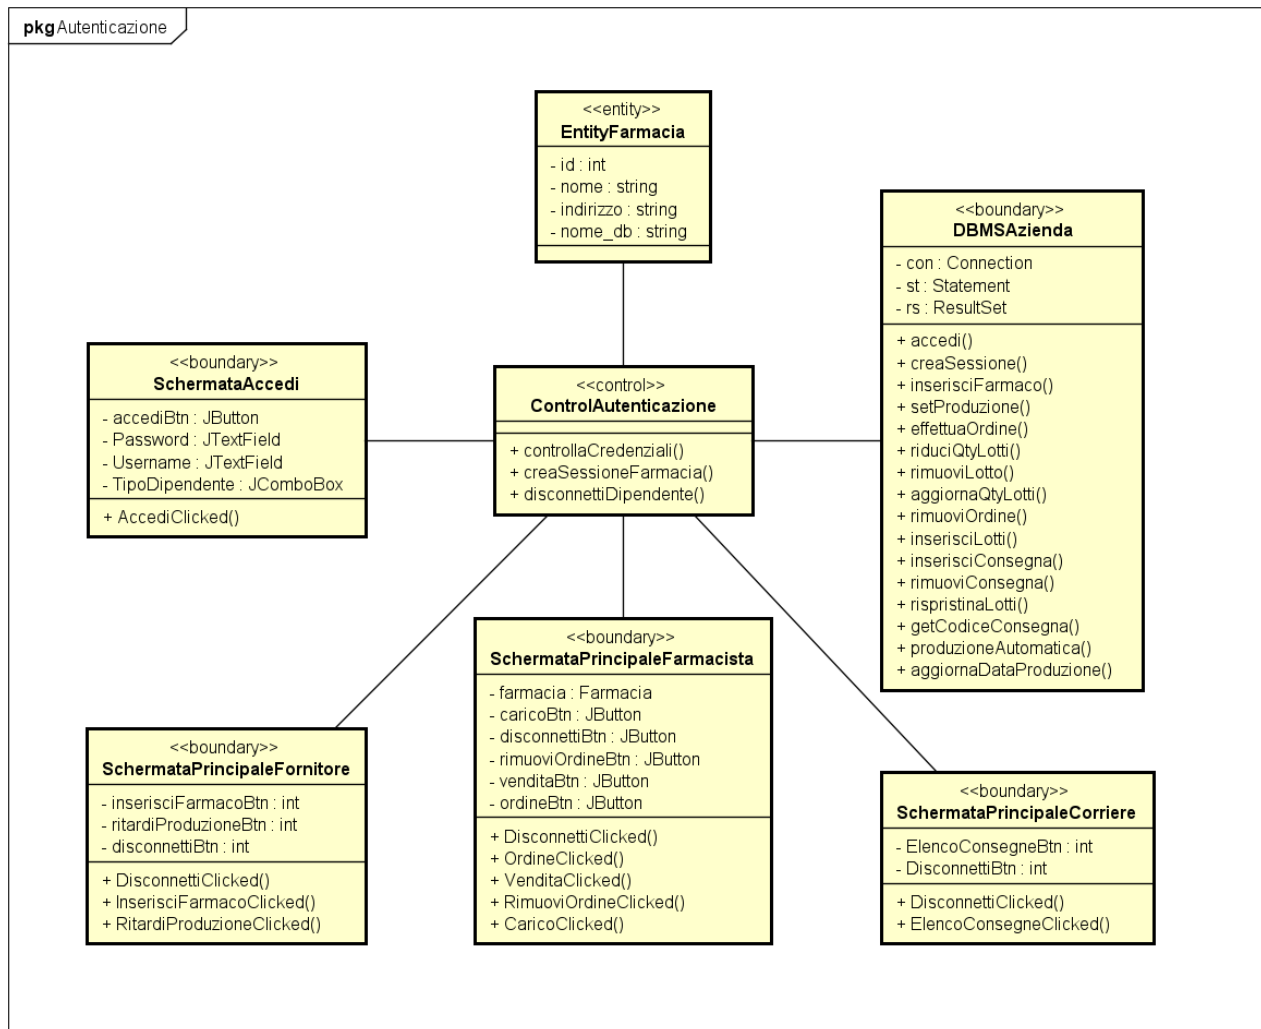 pkg Autenticazione
<<entity>>
EntityFarmacia
- id : int
- nome : string
- indirizzo : string
- nome_db : string
<<boundary>>
DBMSAzienda
- con : Connection
- st : Statement
- rs : ResultSet
+ accedi()
+ creaSessione()
+ inserisciFarmaco()
+ setProduzione()
+ effettuaOrdine()
+ riduciQtyLotti()
+ rimuoviLotto()
+ aggiornaQtyLotti()
+ rimuoviOrdine()
+ inserisciLotti()
+ inserisciConsegna()
+ rimuoviConsegna()
+ rispristinaLotti()
+ getCodiceConsegna()
+ produzioneAutomatica()
+ aggiornaDataProduzione()
<<boundary>>
SchermataAccedi
- accediBtn : JButton
- Password : JTextField
- Username : JTextField
- TipoDipendente : JComboBox
+ AccediClicked()
<<control>>
ControlAutenticazione
+ controllaCredenziali()
+ creaSessioneFarmacia()
+ disconnettiDipendente()
<<boundary>>
SchermataPrincipaleFornitore
- inserisciFarmacoBtn : int
- ritardiProduzioneBtn : int
- disconnettiBtn : int
+ DisconnettiClicked()
+ InserisciFarmacoClicked()
+ RitardiProduzioneClicked()
<<boundary>>
SchermataPrincipaleFarmacista
- farmacia : Farmacia
- caricoBtn : JButton
- disconnettiBtn : JButton
- rimuoviOrdineBtn : JButton
- venditaBtn : JButton
- ordineBtn : JButton
+ DisconnettiClicked()
+ OrdineClicked()
+ VenditaClicked()
+ RimuoviOrdineClicked()
+ CaricoClicked()
<<boundary>>
SchermataPrincipaleCorriere
- ElencoConsegneBtn : int
- DisconnettiBtn : int
+ DisconnettiClicked()
+ ElencoConsegneClicked()